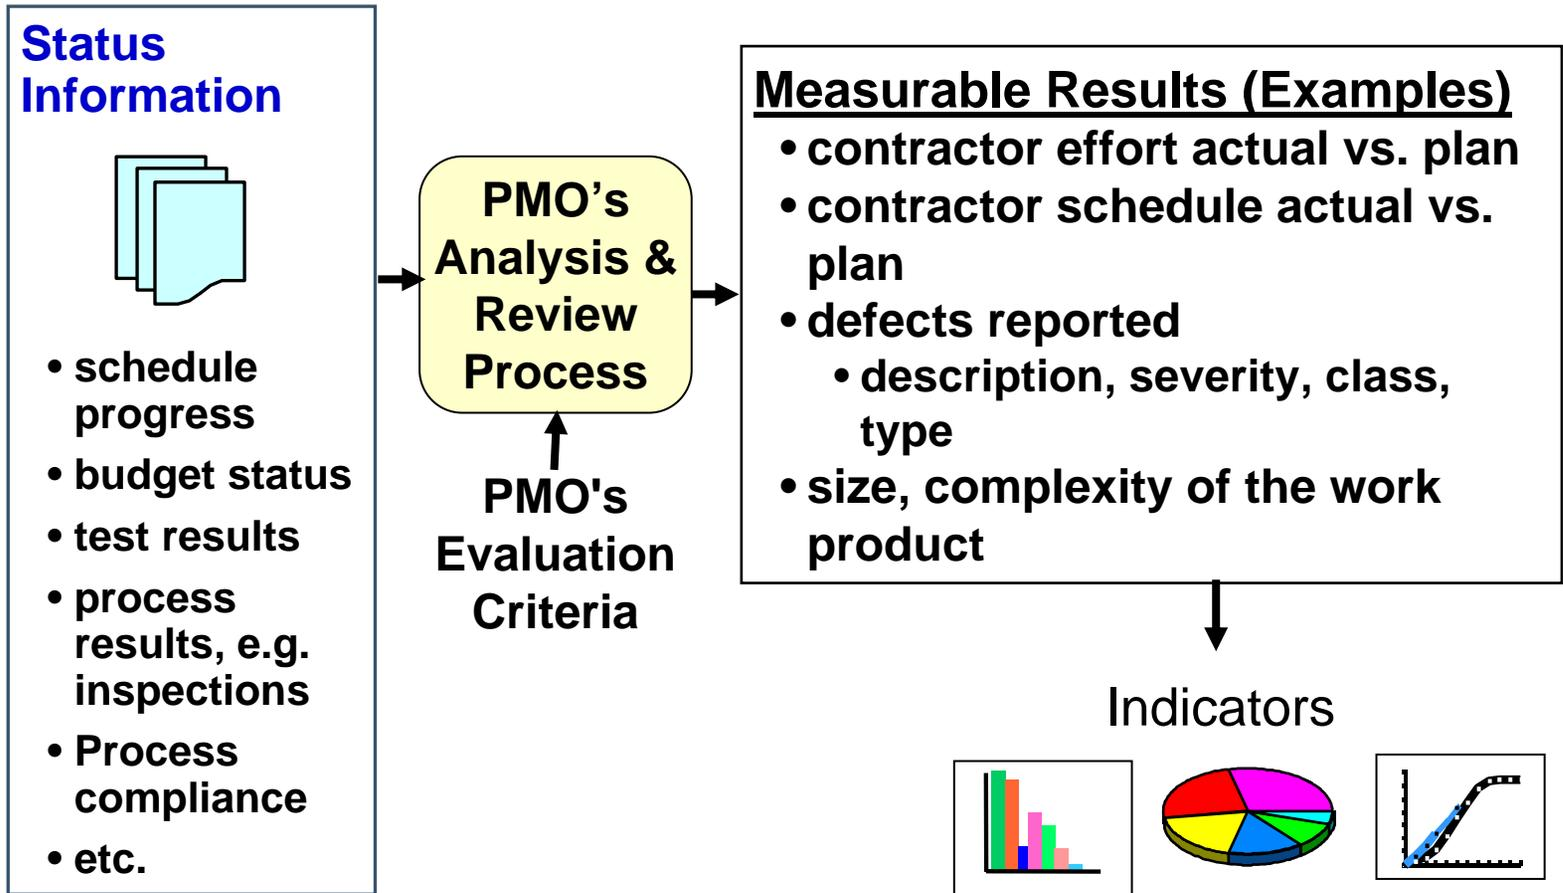 Status
Information
• schedule
progress
• budget status
• test results
• process
results, e.g.
inspections
• Process
compliance
• etc.
PMO’s
Analysis &
Review
Process
PMO's
Evaluation
Criteria
Measurable Results (Examples)
• contractor effort actual vs. plan
• contractor schedule actual vs.
plan
• defects reported
• description, severity, class,
type
• size, complexity of the work
product
Indicators